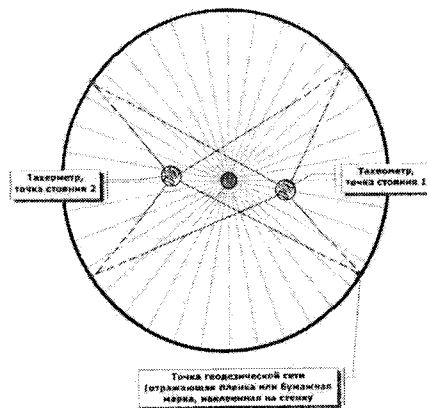 Тахеометр,
точка стояния 2
Тахеометр,
точка стояния 1
Точка геодезической сети
(отражающая пленка или бумажная
марка, наклеенная на стенку